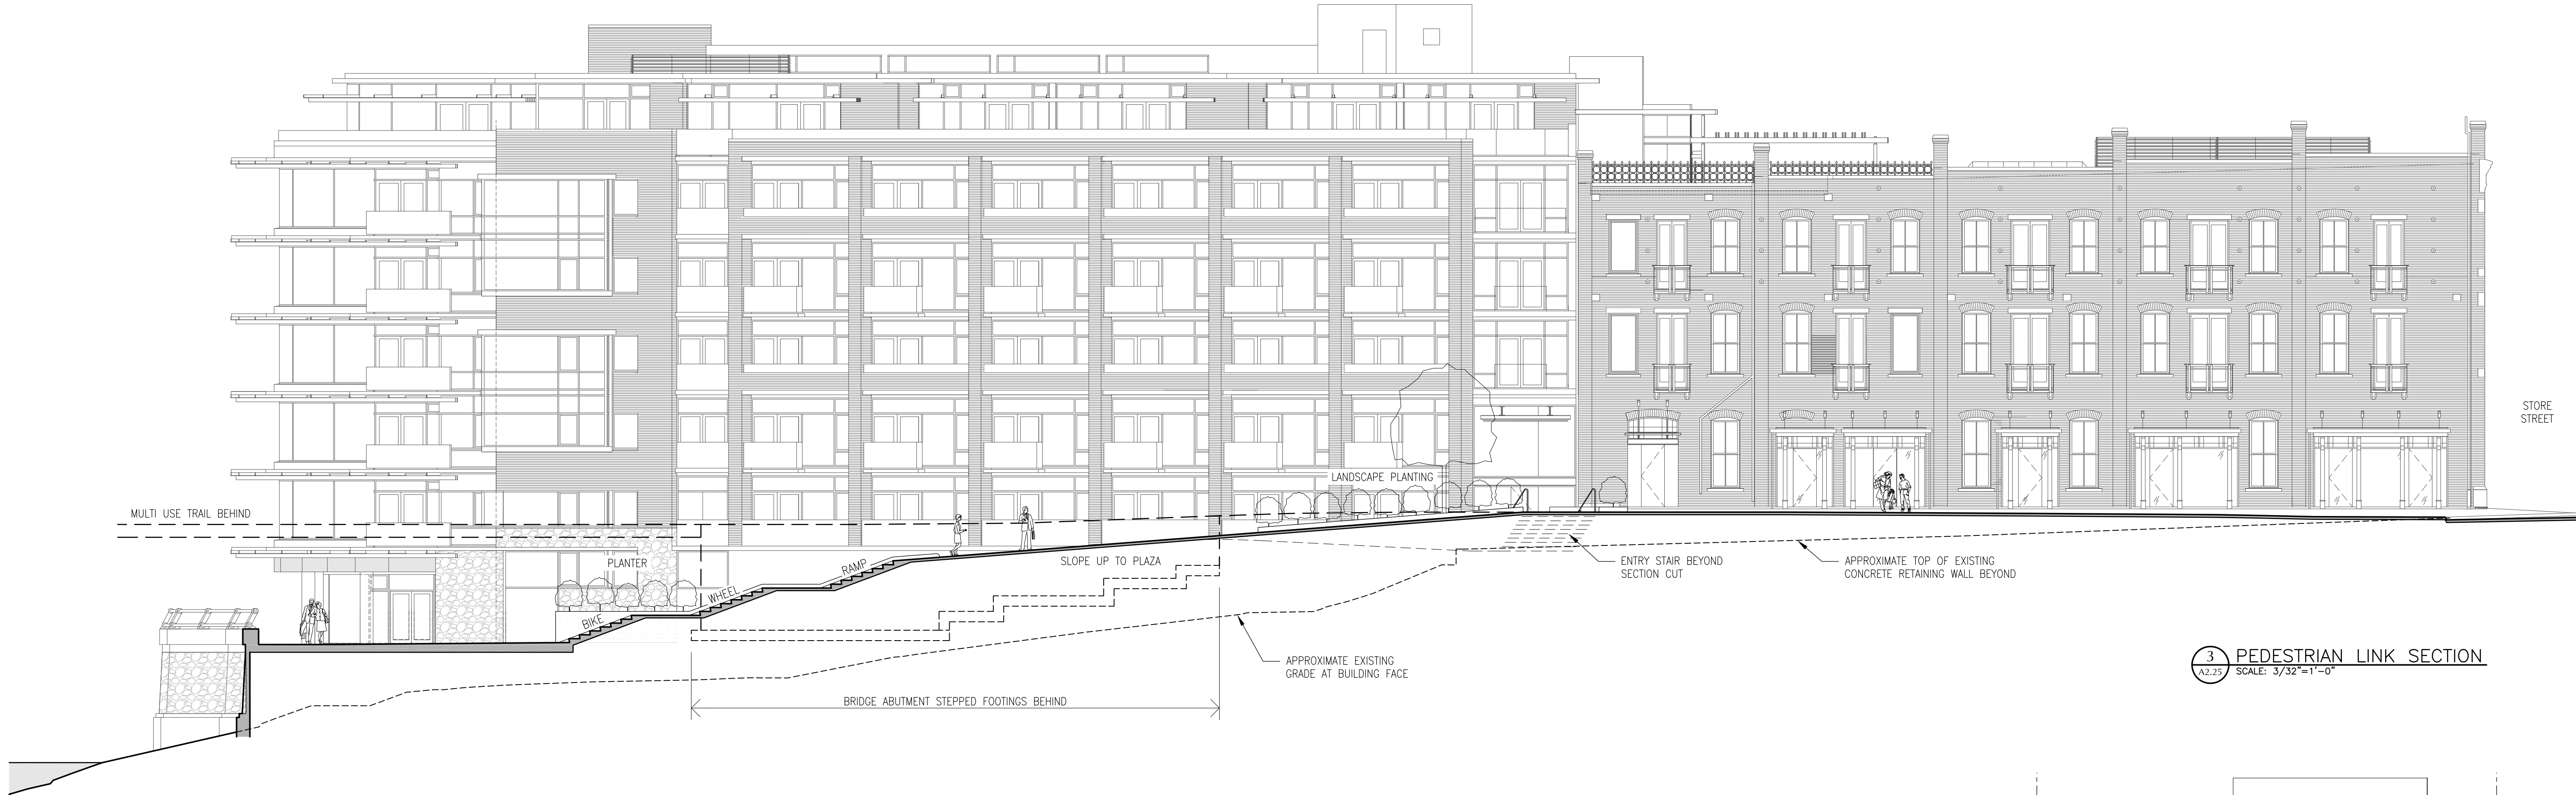 STORE
STREET
LANDSCAPE PLANTING
MULTI USE TRAIL BEHIND
PLANTER
BIKE WHEEL RAMP
SLOPE UP TO PLAZA
ENTRY STAIR BEYOND
SECTION CUT
APPROXIMATE TOP OF EXISTING
CONCRETE RETAINING WALL BEYOND
APPROXIMATE EXISTING
GRADE AT BUILDING FACE
BRIDGE ABUTMENT STEPPED FOOTINGS BEHIND
3
A2.25
PEDESTRIAN LINK SECTION
SCALE: 3/32"=1'-0"